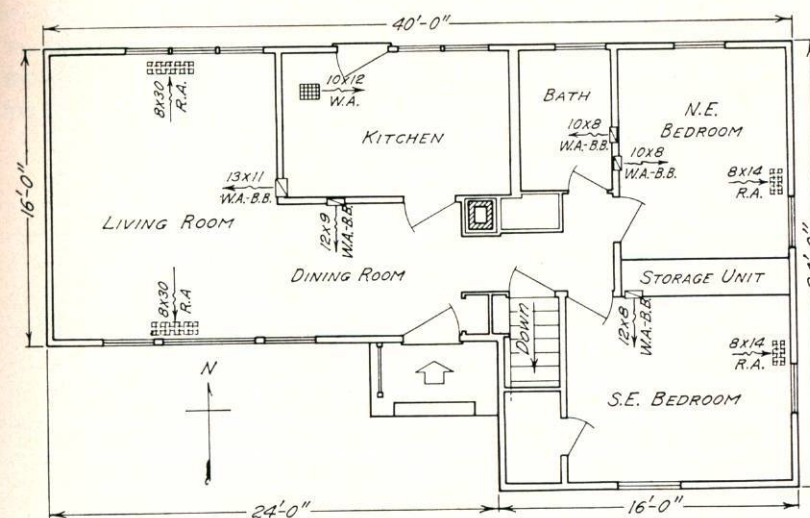 40'-0"
16'-0"
8X30
R.A.
10X12
W.A.
KITCHEN
BATH
10X8
W.A.-B.B.
N.E.
BEDROOM
10X8
W.A.-B.B.
8X14
R.A.
13X11
W.A.-B.B.
LIVING ROOM
12X9
W.A.-B.B.
DINING ROOM
STORAGE UNIT
8X30
R.A
DOWN
12X8
W.A.-B.B.
8X14
R.A.
S.E. BEDROOM
N
24'-0"
16'-0"